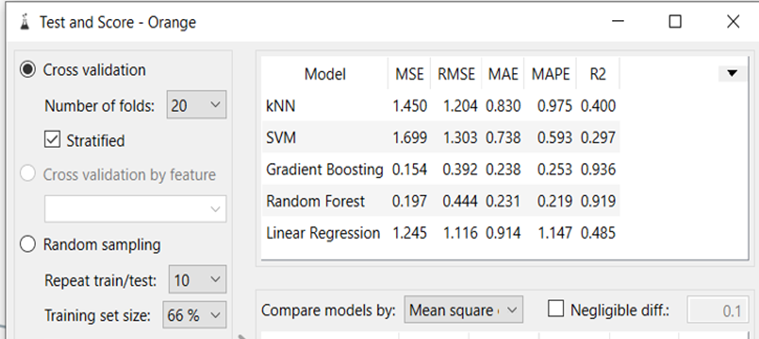 Test and Score - Orange
Cross validation
Number of folds: 20
Stratified
Cross validation by feature
Random sampling
Repeat train/test: 10
Training set size: 66 %
Model MSE RMSE MAE MAPE R2
kNN 1.450 1.204 0.830 0.975 0.400
SVM 1.699 1.303 0.738 0.593 0.297
Gradient Boosting 0.154 0.392 0.238 0.253 0.936
Random Forest 0.197 0.444 0.231 0.219 0.919
Linear Regression 1.245 1.116 0.914 1.147 0.485
Compare models by: Mean square Negligible diff.: 0.1